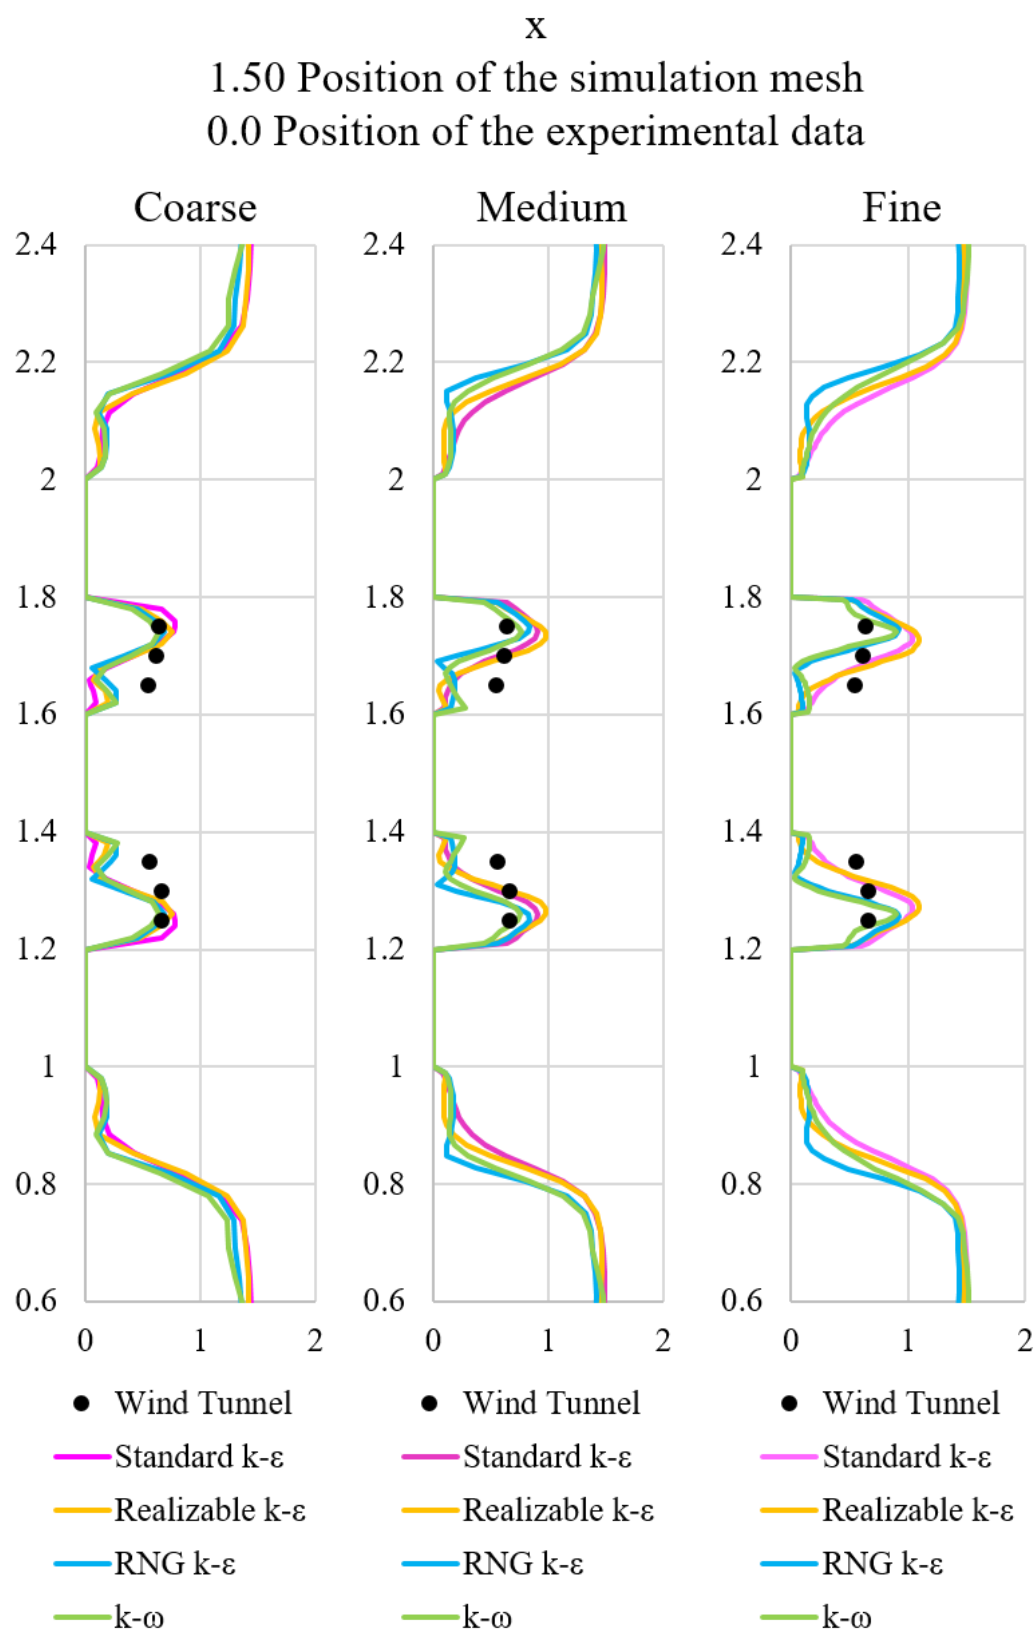 x
1.50 Position of the simulation mesh
0.0 Position of the experimental data
Coarse Medium Fine
2.4 2.4 2.4
2.2 2.2 2.2
2 2 2
1.8 1.8 1.8
1.6 1.6 1.6
1.4 1.4 1.4
1.2 1.2 1.2
1 1 1
0.8 0.8 0.8
0.6 0.6 0.6
0 1 2 0 1 2 0 1 2
Wind Tunnel Wind Tunnel Wind Tunnel
Standard k-ε Standard k-ε Standard k-ε
Realizable k-ε Realizable k-ε Realizable k-ε
RNG k-ε RNG k-ε RNG k-ε
k-ω k-ω k-ω